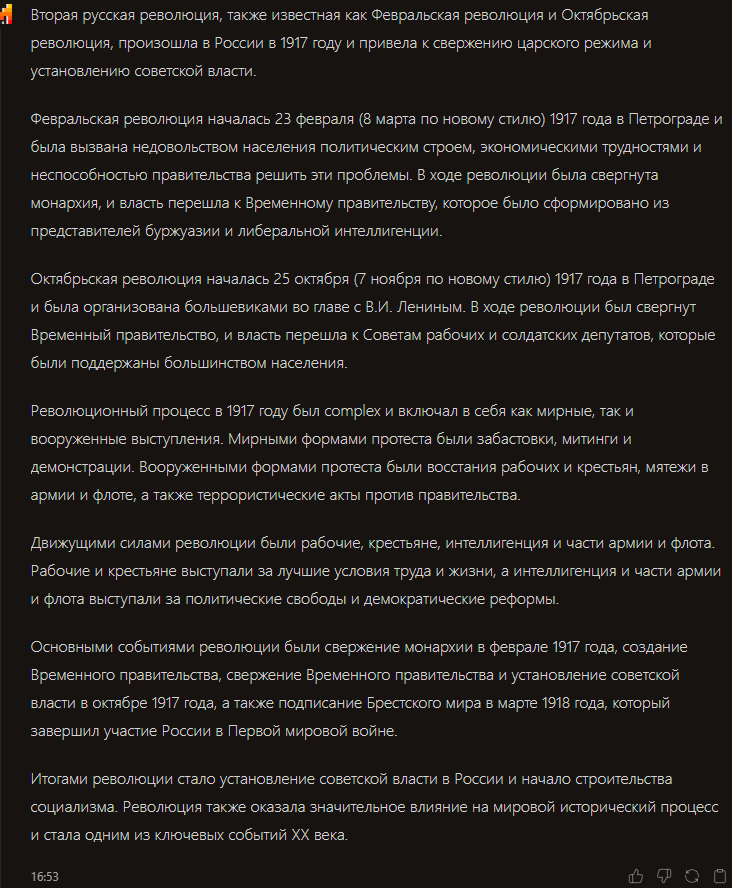 Вторая русская революция, также известная как Февральская революция и Октябрьская
революция, произошла в России в 1917 году и привела к свержению царского режима и
установлению советской власти.
Февральская революция началась 23 февраля (8 марта по новому стилю) 1917 года в Петрограде и
была вызвана недовольством населения политическим строем, экономическими трудностями и
неспособностью правительства решить эти проблемы. В ходе революции была свергнута
монархия, и власть перешла к Временному правительству, которое было сформировано из
представителей буржуазии и либеральной интеллигенции.
Октябрьская революция началась 25 октября (7 ноября по новому стилю) 1917 года в Петрограде
и была организована большевиками во главе с В.И. Лениным. В ходе революции был свергнут
Временный правительство, и власть перешла к Советам рабочих и солдатских депутатов, которые
были поддержаны большинством населения.
Революционный процесс в 1917 году был complex и включал в себя как мирные, так и
вооруженные выступления. Мирными формами протеста были забастовки, митинги и
демонстрации. Вооруженными формами протеста были восстания рабочих и крестьян, мятежи в
армии и флоте, а также террористические акты против правительства.
Движущими силами революции были рабочие, крестьяне, интеллигенция и части армии и флота.
Рабочие и крестьяне выступали за лучшие условия труда и жизни, а интеллигенция и части армии
и флота выступали за политические свободы и демократические реформы.
Основными событиями революции были свержение монархии в феврале 1917 года, создание
Временного правительства, свержение Временного правительства и установление советской
власти в октябре 1917 года, а также подписание Брестского мира в марте 1918 года, который
завершил участие России в Первой мировой войне.
Итогами революции стало установление советской власти в России и начало строительства
социализма. Революция также оказала значительное влияние на мировой исторический процесс
и стала одним из ключевых событий XX века.
16:53